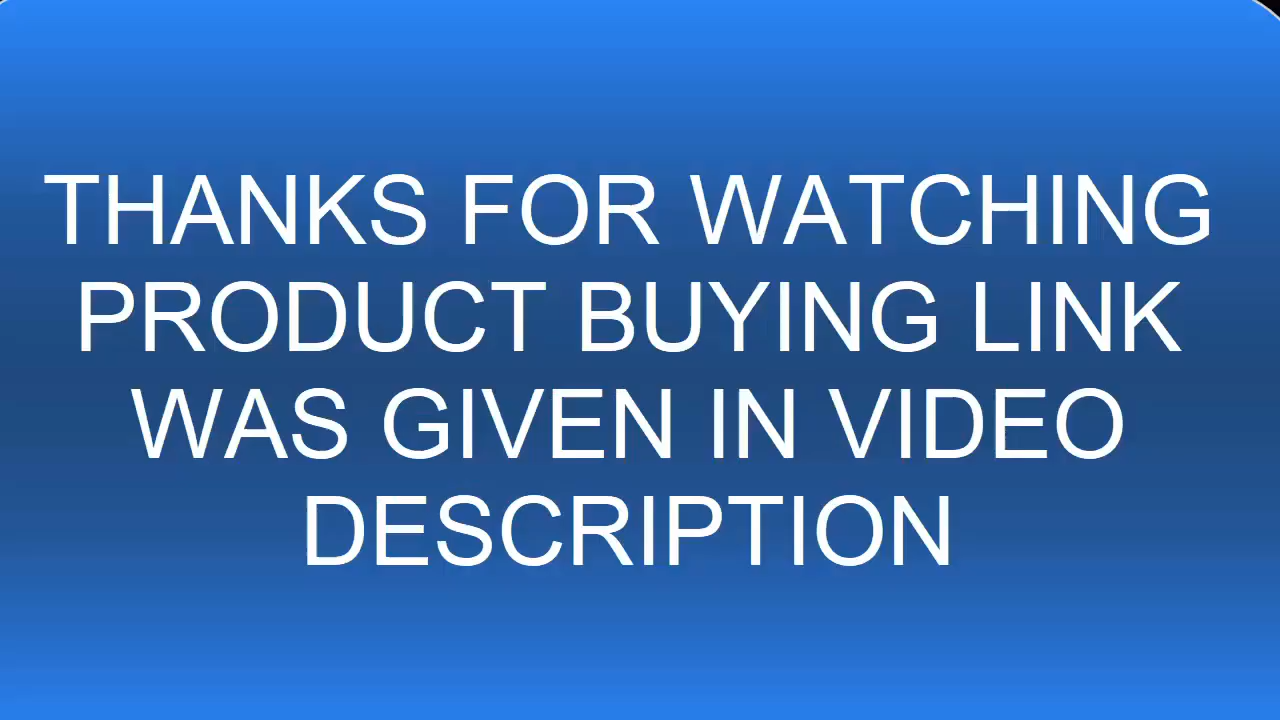 THANKS FOR WATCHING
PRODUCT BUYING LINK
WAS GIVEN IN VIDEO
DESCRIPTION